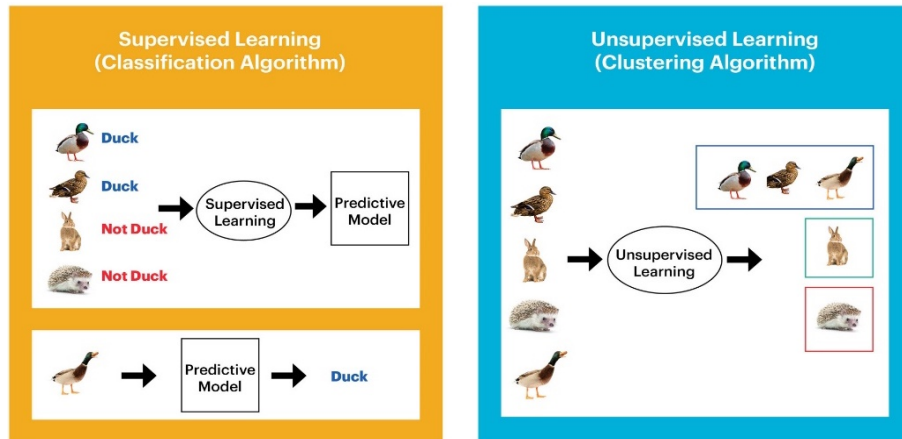 Supervised Learning
(Classification Algorithm)
Duck
Duck
Not Duck
Not Duck
Supervised
Learning
Predictive
Model
Predictive
Model
Duck
Unsupervised Learning
(Clustering Algorithm)
Unsupervised
Learning